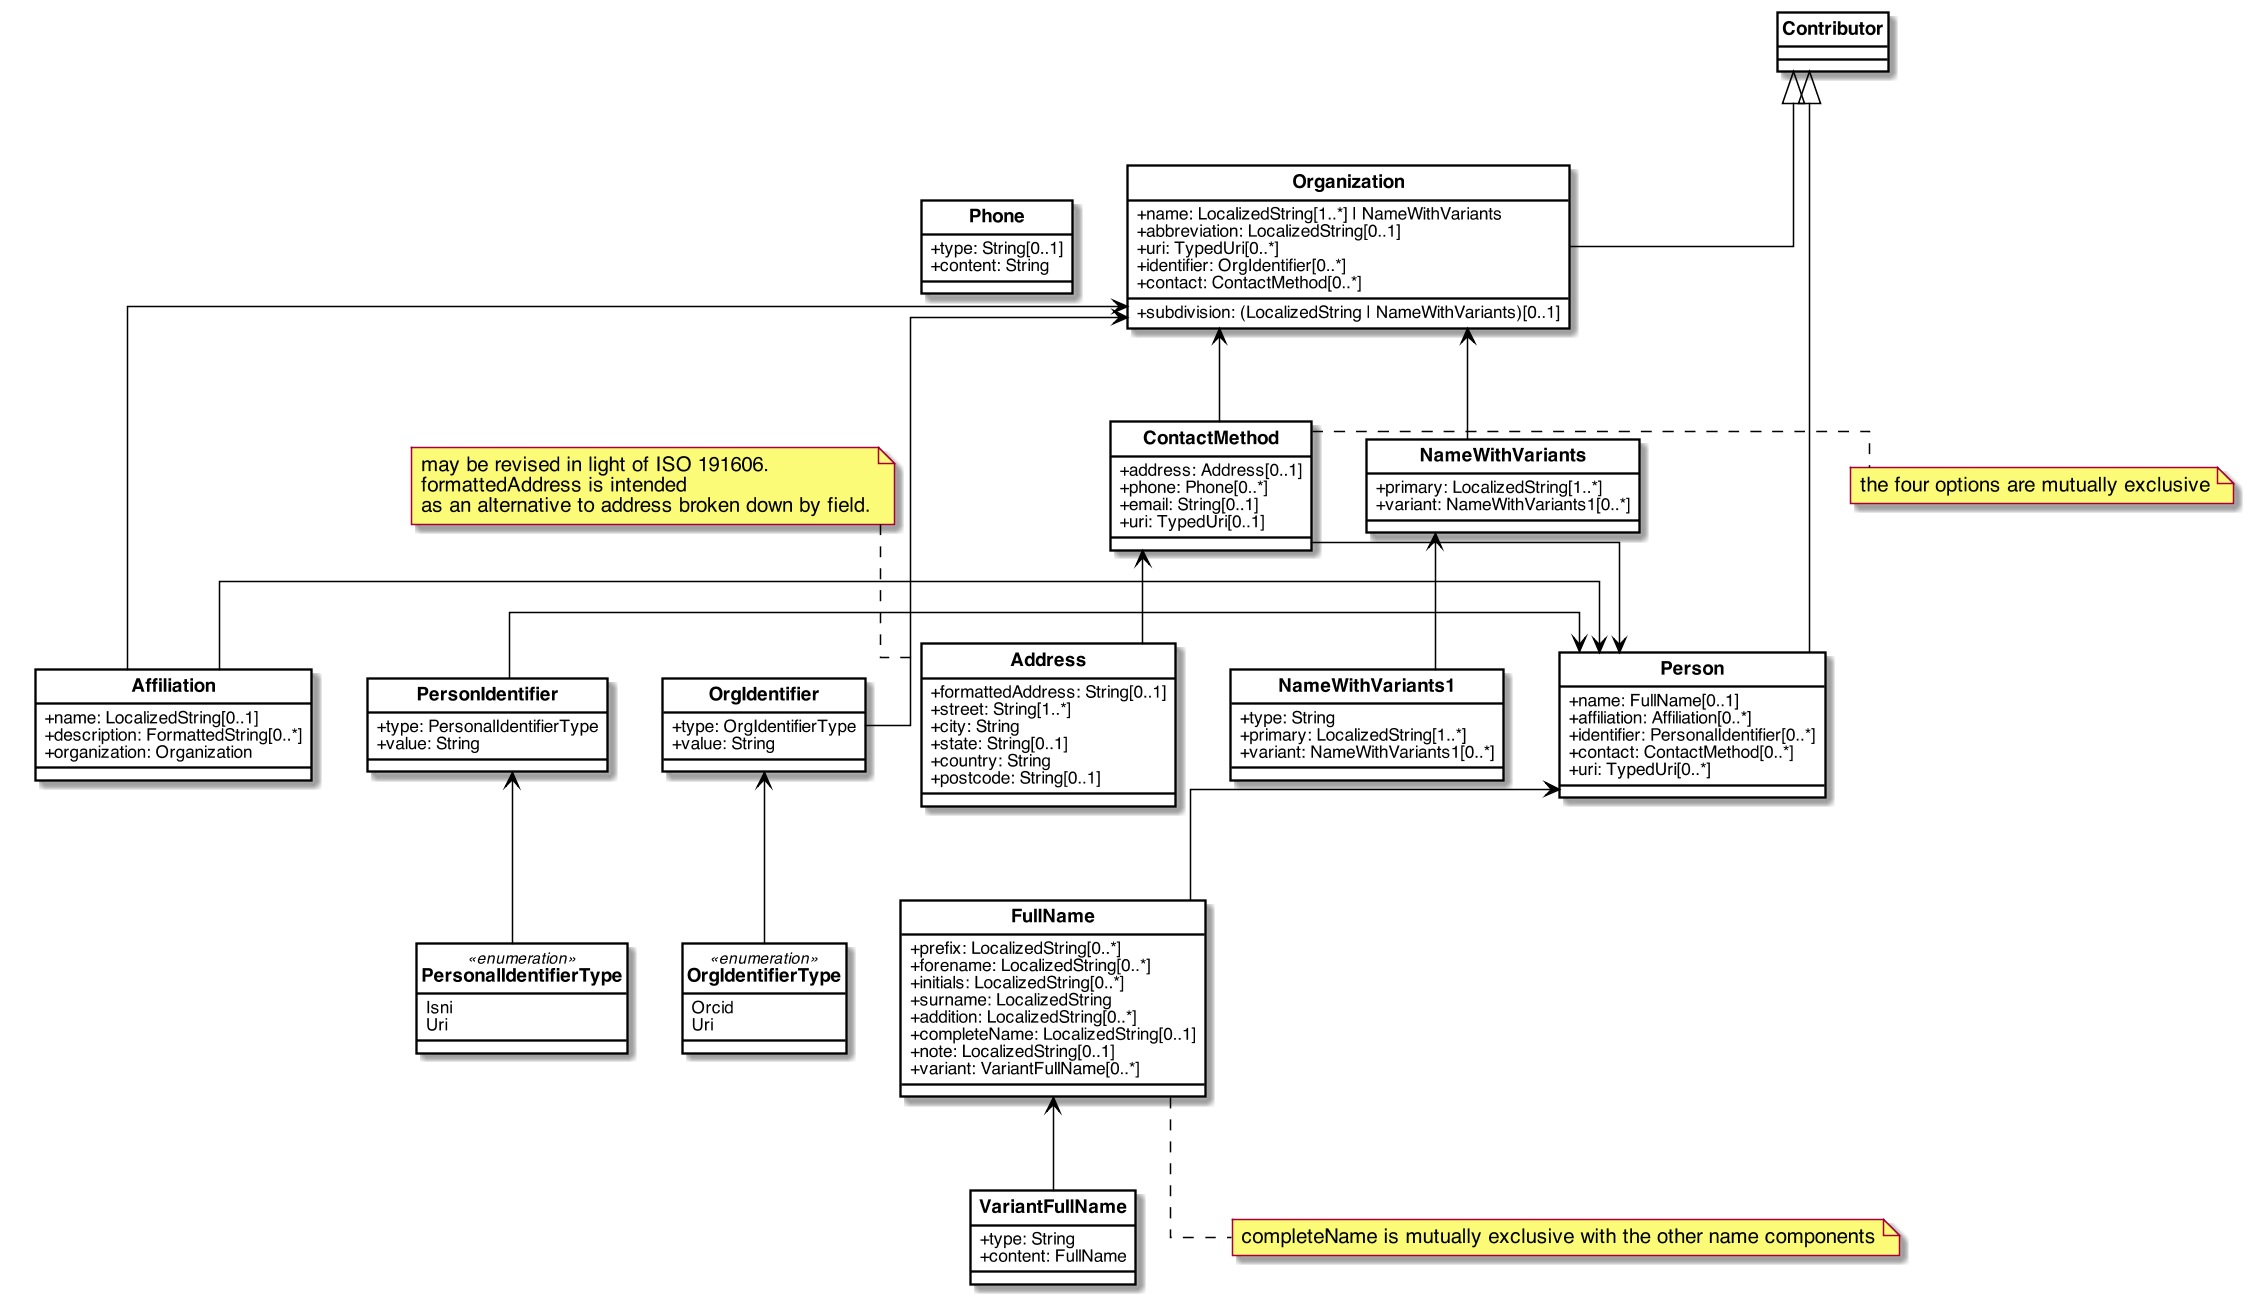 Contributor
Organization
+name: LocalizedString[1..*] | NameWithVariants
+abbreviation: LocalizedString[0..1]
+uri: TypedUri[0..*]
+identifier: OrgIdentifier[0..*]
+contact: ContactMethod[0..*]
+subdivision: (LocalizedString | NameWithVariants)[0..1]
Phone
+type: String[0..1]
+content: String
ContactMethod
+address: Address[0..1]
+phone: Phone[0..*]
+email: String[0..1]
+uri: TypedUri[0..1]
NameWithVariants
+primary: LocalizedString[1..*]
+variant: NameWithVariants1[0..*]
the four options are mutually exclusive
may be revised in light of ISO 191606.
formattedAddress is intended
as an alternative to address broken down by field.
Affiliation
+name: LocalizedString[0..1]
+description: FormattedString[0..*]
+organization: Organization
PersonIdentifier
+type: PersonalIdentifierType
+value: String
OrgIdentifier
+type: OrgIdentifierType
+value: String
Address
+formattedAddress: String[0..1]
+street: String[1..*]
+city: String
+state: String[0..1]
+country: String
+postcode: String[0..1]
NameWithVariants1
+type: String
+primary: LocalizedString[1..*]
+variant: NameWithVariants1[0..*]
Person
+name: FullName[0..1]
+affiliation: Affiliation[0..*]
+identifier: PersonalIdentifier[0..*]
+contact: ContactMethod[0..*]
+uri: TypedUri[0..*]
«enumeration»
PersonalIdentifierType
Isni
Uri
«enumeration»
OrgIdentifierType
Orcid
Uri
FullName
+prefix: LocalizedString[0..*]
+forename: LocalizedString[0..*]
+initials: LocalizedString[0..*]
+surname: LocalizedString
+addition: LocalizedString[0..*]
+completeName: LocalizedString[0..1]
+note: LocalizedString[0..1]
+variant: VariantFullName[0..*]
VariantFullName
+type: String
+content: FullName
completeName is mutually exclusive with the other name components